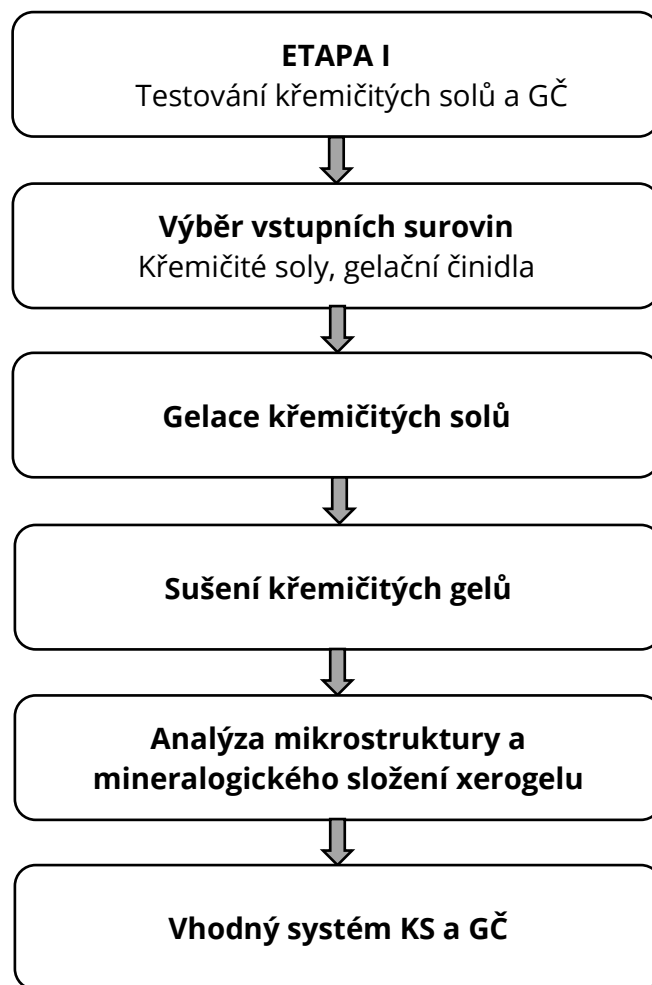 ETAPA I
Testování křemičitých solů a GČ
Výběr vstupních surovin
Křemičité soly, gelační činidla
Gelace křemičitých solů
Sušení křemičitých gelů
Analýza mikrostruktury a
mineralogického složení xerogelu
Vhodný systém KS a GČ